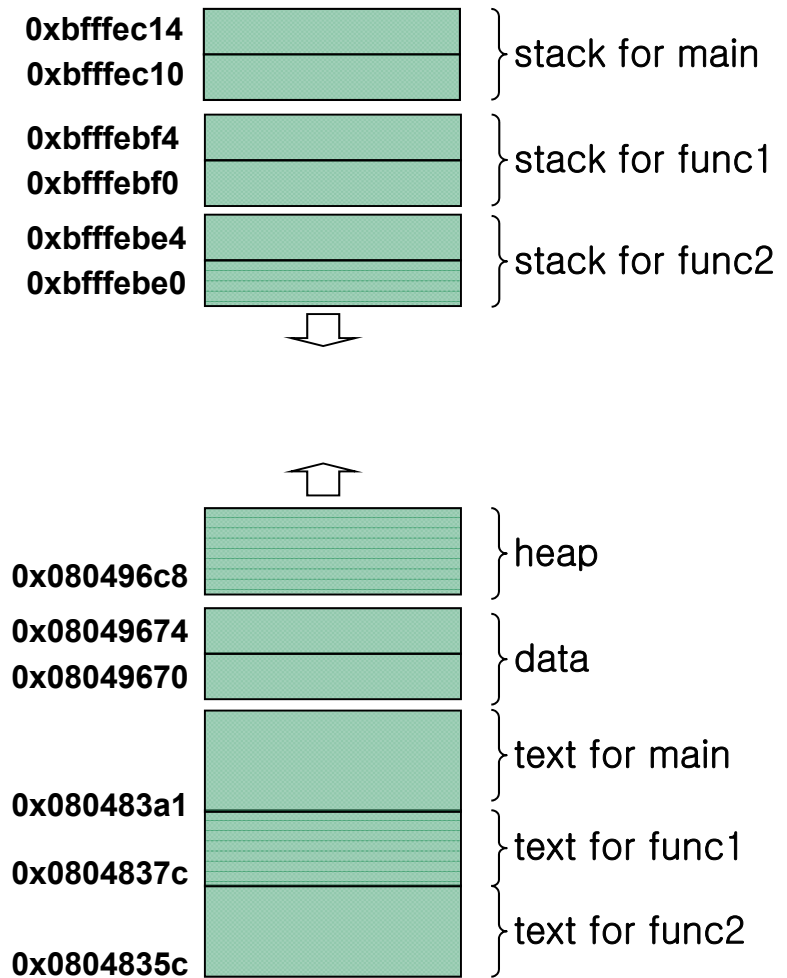 0xbfffec14
0xbfffec10
stack for main
0xbfffebf4
0xbfffebf0
stack for func1
0xbfffebe4
0xbfffebe0
stack for func2
heap
0x080496c8
0x08049674
0x08049670
data
text for main
0x080483a1
text for func1
0x0804837c
text for func2
0x0804835c